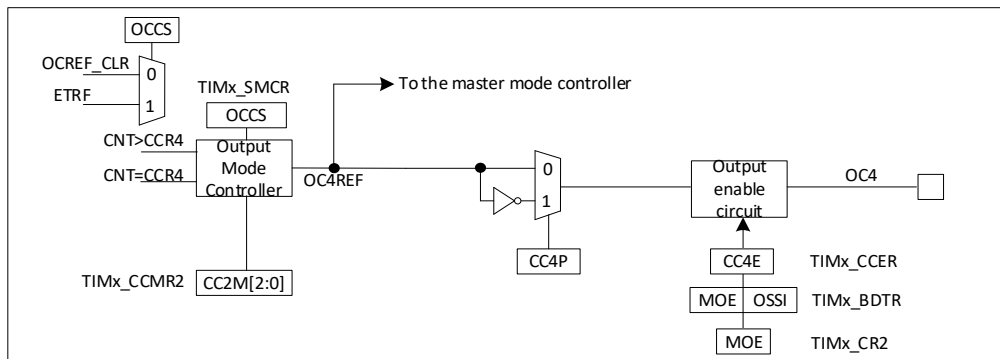 OCCS
OCREF_CLR
0
ETRF
1
TIMx_SMCR
OCCS
To the master mode controller
CNT>CCR4
CNT=CCR4
Output
Mode
Controller
OC4REF
0
1
CC4P
Output
enable
circuit
OC4
TIMx_CCMR2
CC2M[2:0]
CC4E
TIMx_CCER
MOE
OSSI
TIMx_BDTR
MOE
TIMx_CR2